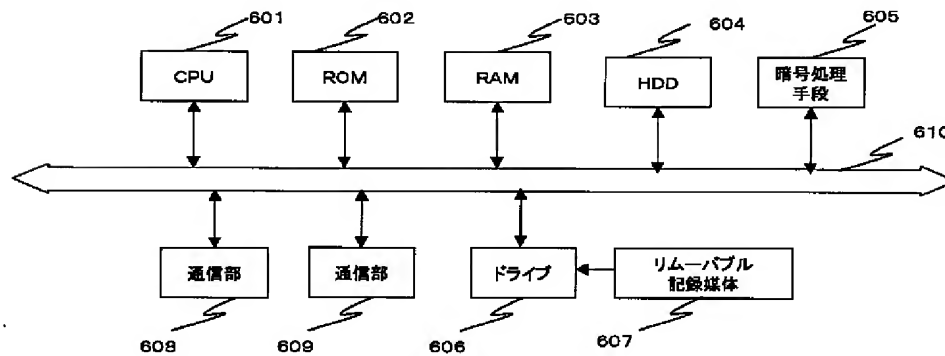 601
602
603
604
605
CPU
ROM
RAM
HDD
暗号処理
手段
610
通信部
通信部
ドライブ
リムーバブル
記録媒体
608
609
606
607